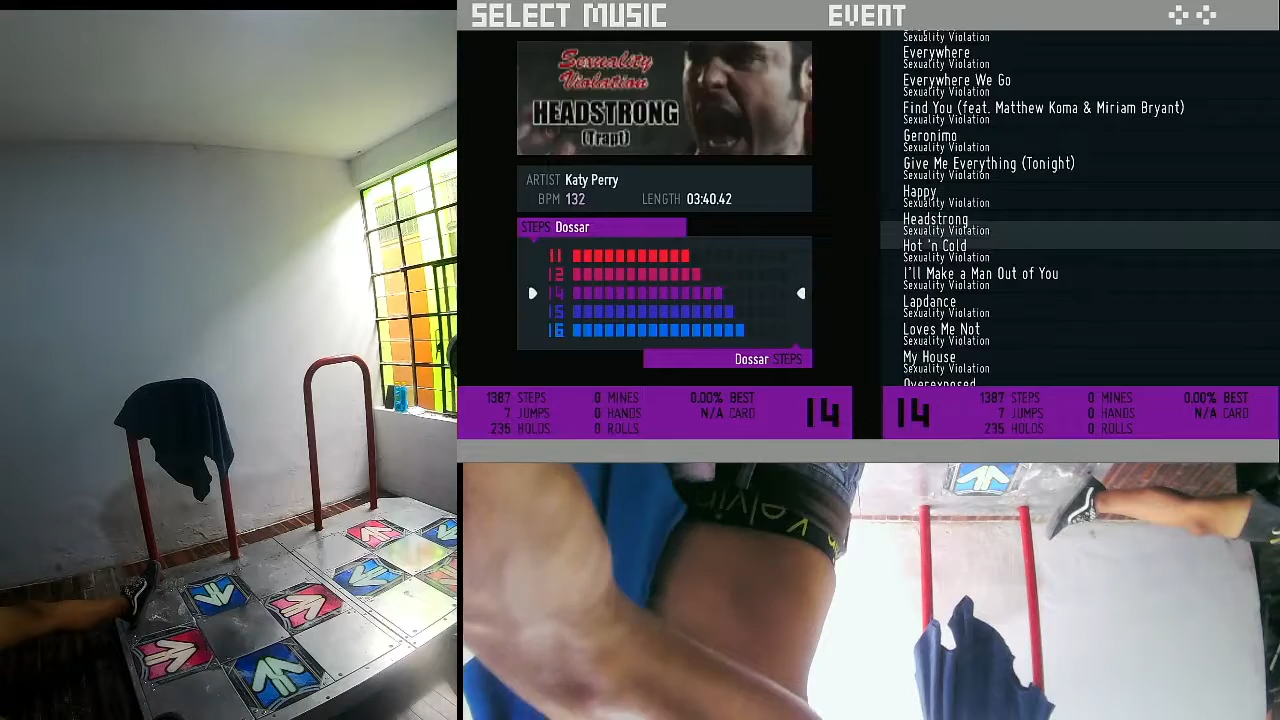 SELECT MUSIC
EVENT
Sexuality
Violation
HEADSTRONG
(Trapt)
ARTIST Katy Perry
BPM 132 LENGTH 03:40.42
STEPS Dossar
11
12
14
15
16
Dossar STEPS
1387 STEPS 0 MINES 0.00% BEST
7 JUMPS 0 HANDS N/A CARD
235 HOLDS 0 ROLLS
14
Sexuality Violation
Everywhere
Sexuality Violation
Everywhere We Go
Sexuality Violation
Find You (feat. Matthew Koma & Miriam Bryant)
Sexuality Violation
Geronimo
Sexuality Violation
Give Me Everything (Tonight)
Sexuality Violation
Happy
Sexuality Violation
Headstrong
Sexuality Violation
Hot 'n Cold
Sexuality Violation
I'll Make a Man Out of You
Sexuality Violation
Lapdance
Sexuality Violation
Loves Me Not
Sexuality Violation
My House
Sexuality Violation
Overexposed
14
1387 STEPS 0 MINES 0.00% BEST
7 JUMPS 0 HANDS N/A CARD
235 HOLDS 0 ROLLS